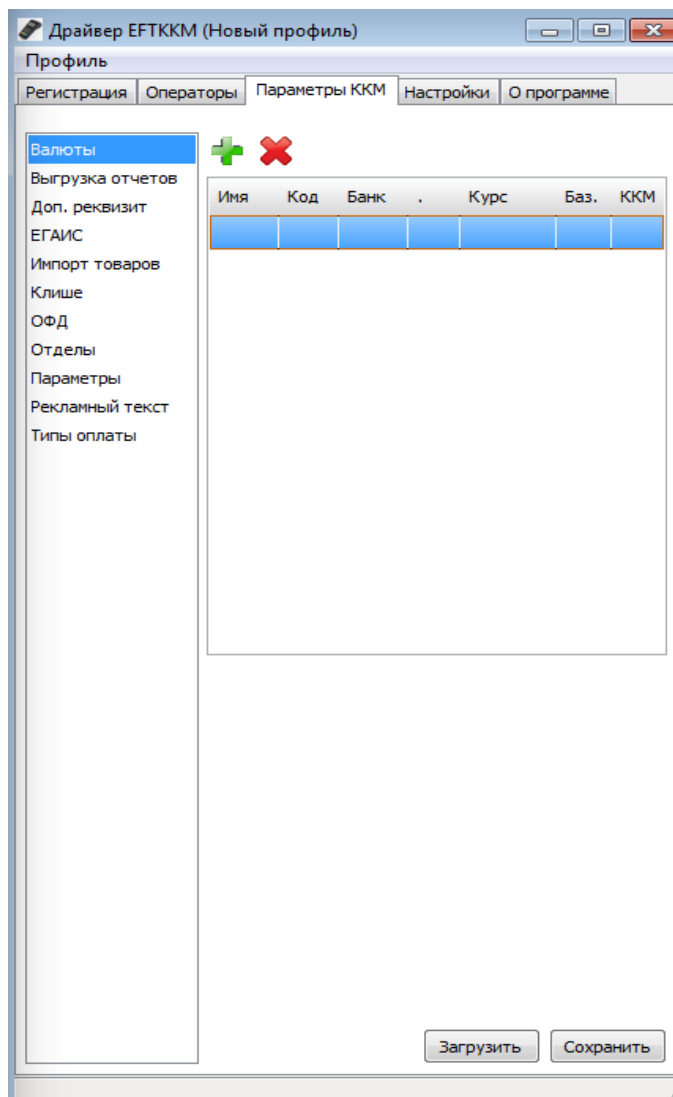 Драйвер EFTKKM (Новый профиль)
Профиль
Регистрация Операторы Параметры ККМ Настройки О программе
Валюты
Выгрузка отчетов
Доп. реквизит
ЕГАИС
Импорт товаров
Клише
ОФД
Отделы
Параметры
Рекламный текст
Типы оплаты
Имя Код Банк . Курс Баз. ККМ
Загрузить Сохранить